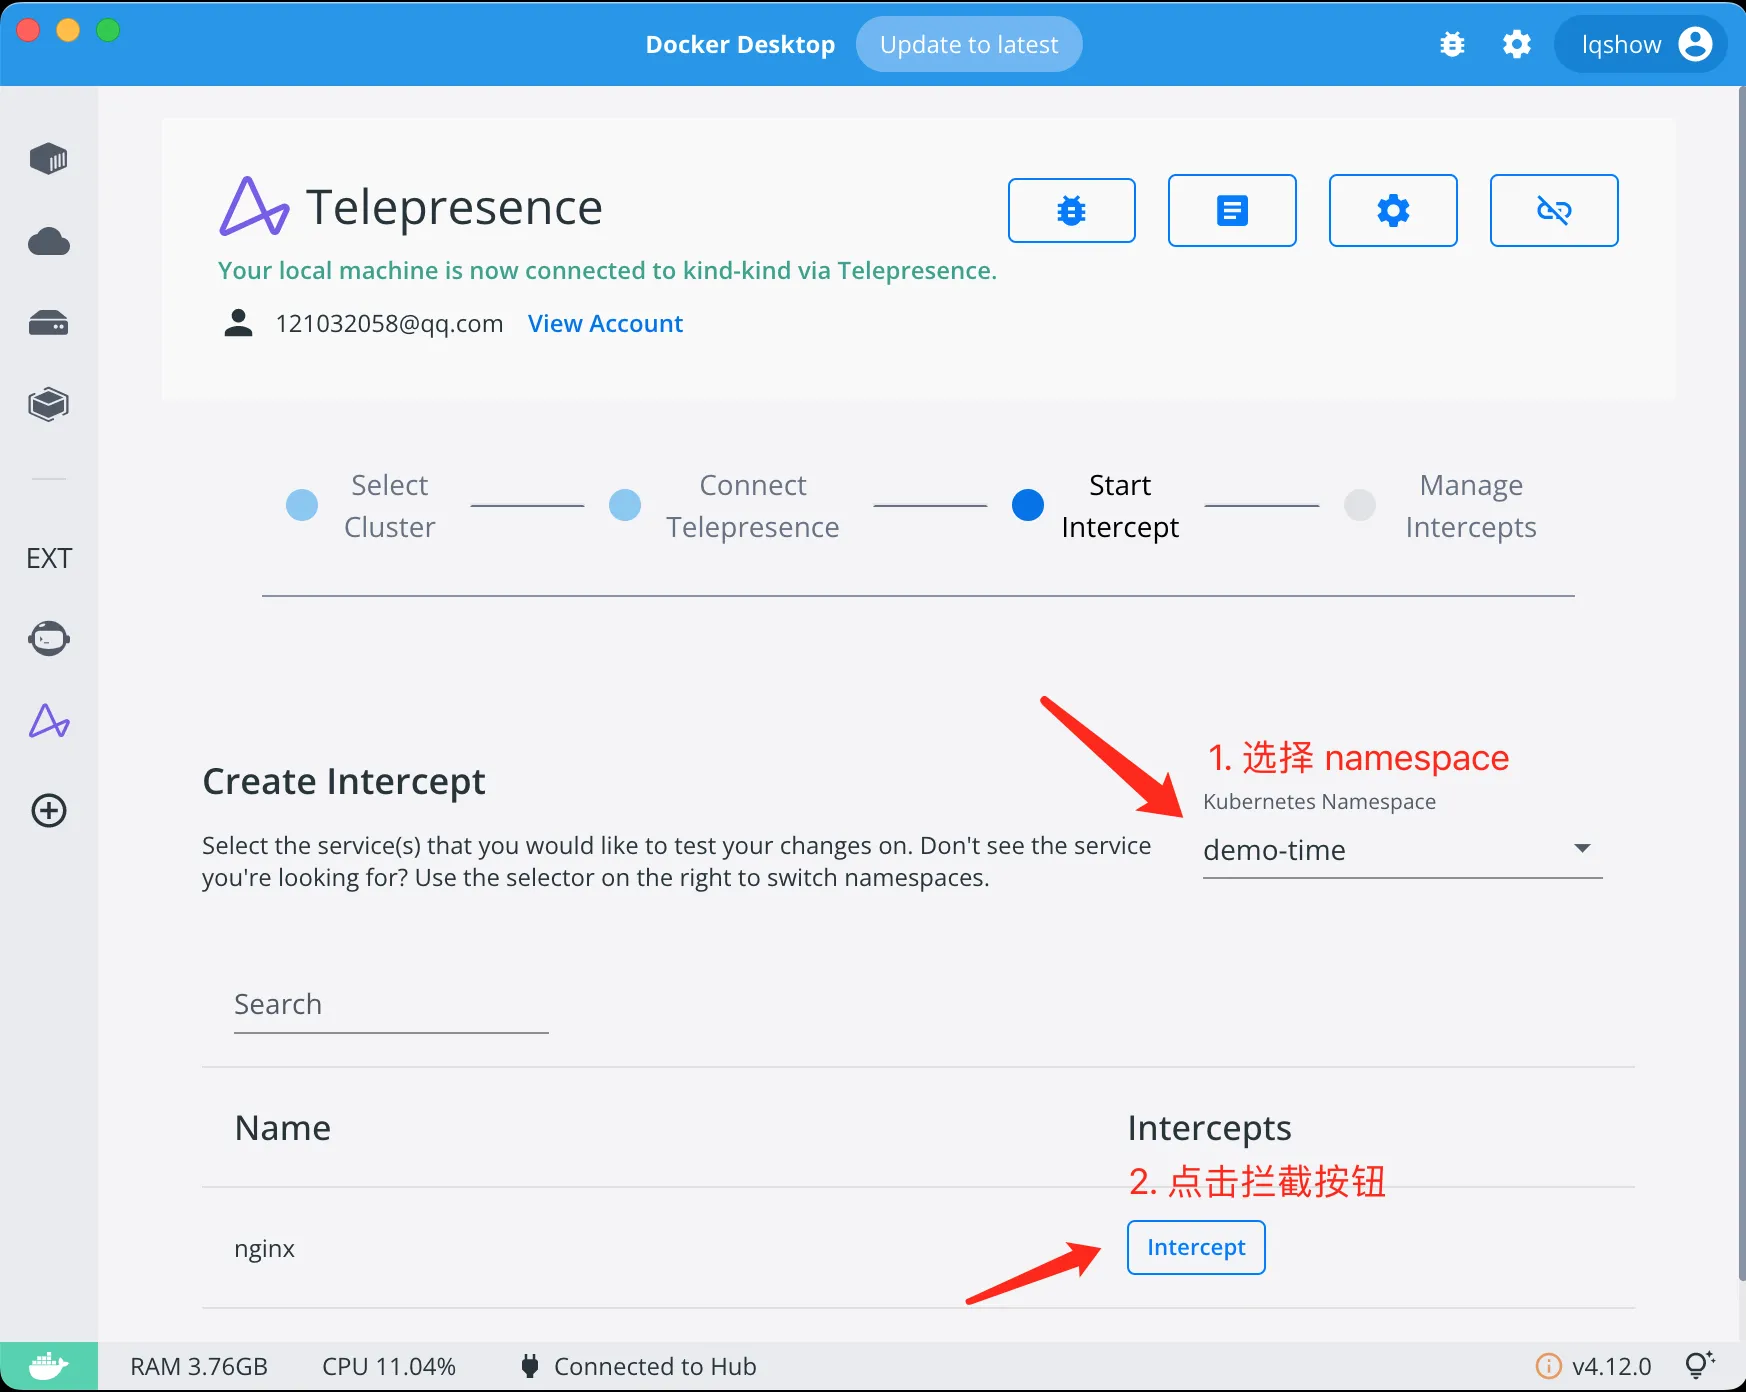 Docker Desktop
Update to latest
lqshow
Telepresence
Your local machine is now connected to kind-kind via Telepresence.
121032058@qq.com View Account
EXT
Select
Cluster
Connect
Telepresence
Start
Intercept
Manage
Intercepts
1. 选择 namespace
Create Intercept
Kubernetes Namespace
Select the service(s) that you would like to test your changes on. Don't see the service
you're looking for? Use the selector on the right to switch namespaces.
demo-time
Search
Name
Intercepts
2. 点击拦截按钮
nginx
Intercept
RAM 3.76GB CPU 11.04% Connected to Hub
v4.12.0